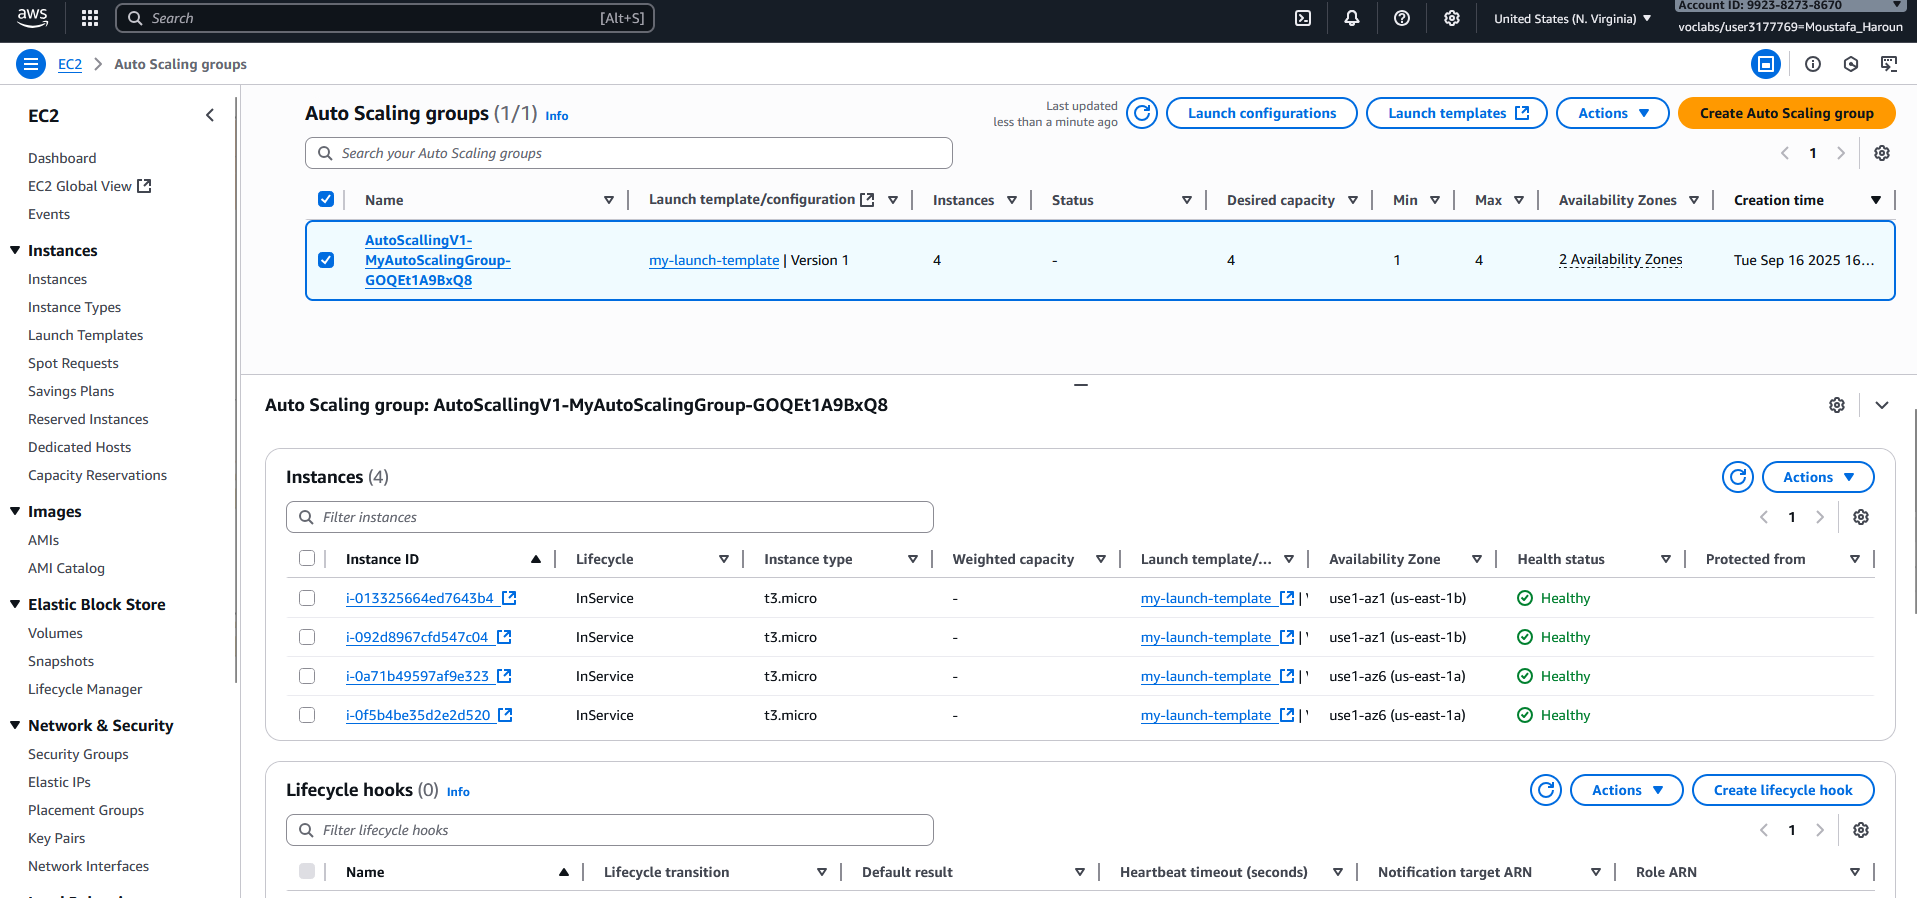 aws
Search [Alt+S]
United States (N. Virginia)
Account ID: 9923-8273-8670
voclabs/user3177769=Moustafa_Haroun
EC2 > Auto Scaling groups
EC2
Dashboard
EC2 Global View
Events
Instances
Instances
Instance Types
Launch Templates
Spot Requests
Savings Plans
Reserved Instances
Dedicated Hosts
Capacity Reservations
Images
AMIs
AMI Catalog
Elastic Block Store
Volumes
Snapshots
Lifecycle Manager
Network & Security
Security Groups
Elastic IPs
Placement Groups
Key Pairs
Network Interfaces
Auto Scaling groups (1/1) Info
Last updated
less than a minute ago
Launch configurations
Launch templates
Actions
Create Auto Scaling group
Search your Auto Scaling groups
1
Name Launch template/configuration Instances Status Desired capacity Min Max Availability Zones Creation time
AutoScallingV1-
MyAutoScalingGroup-
GOQEt1A9BxQ8
my-launch-template | Version 1 4 - 4 1 4 2 Availability Zones Tue Sep 16 2025 16...
Auto Scaling group: AutoScallingV1-MyAutoScalingGroup-GOQEt1A9BxQ8
Instances (4)
Actions
Filter instances
1
Instance ID Lifecycle Instance type Weighted capacity Launch template/... Availability Zone Health status Protected from
i-013325664ed7643b4 InService t3.micro - my-launch-template | use1-az1 (us-east-1b) Healthy
i-092d8967cfd547c04 InService t3.micro - my-launch-template | use1-az1 (us-east-1b) Healthy
i-0a71b49597af9e323 InService t3.micro - my-launch-template | use1-az6 (us-east-1a) Healthy
i-0f5b4be35d2e2d520 InService t3.micro - my-launch-template | use1-az6 (us-east-1a) Healthy
Lifecycle hooks (0) Info
Actions
Create lifecycle hook
Filter lifecycle hooks
1
Name Lifecycle transition Default result Heartbeat timeout (seconds) Notification target ARN Role ARN